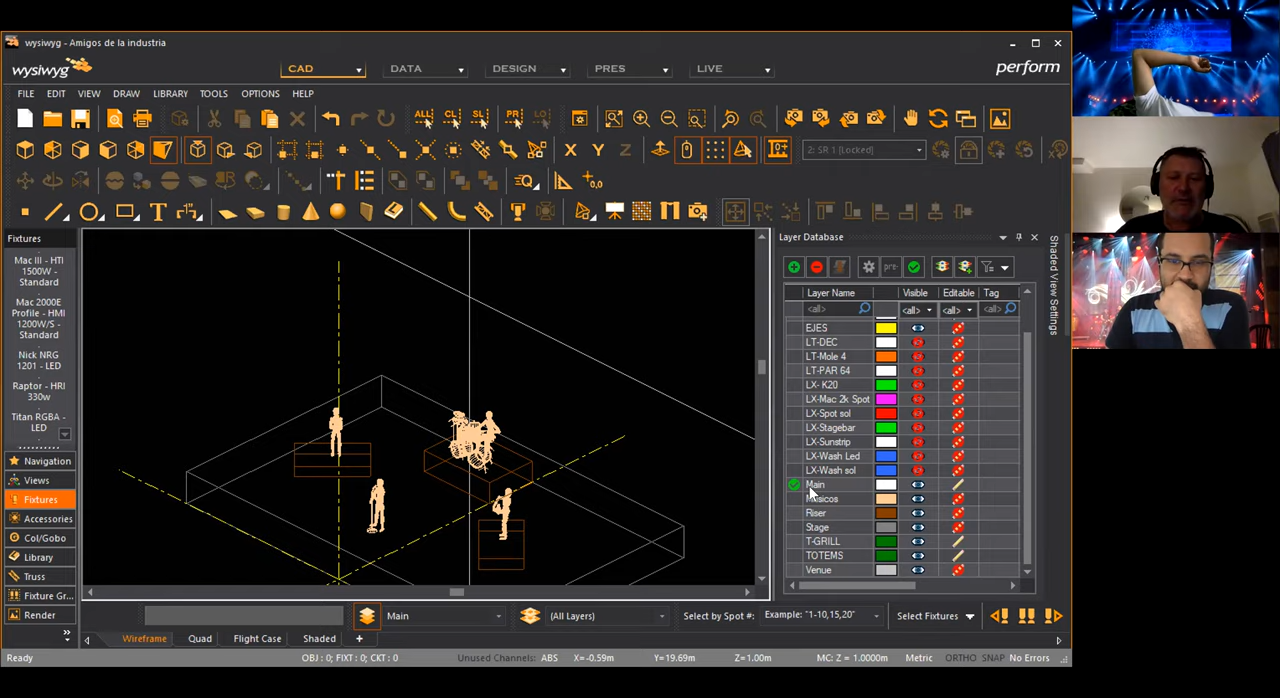 wysiwyg - Amigos de la industria
wysiwyg
CAD
DATA
DESIGN
PRES
LIVE
perform
FILE EDIT VIEW DRAW LIBRARY TOOLS OPTIONS HELP
ALL CL SL PR LO
X Y Z
2: SR 1 [Locked]
Fixtures
Mac III - HTI
1500W -
Standard
Mac 2000E
Profile - HMI
1200W/S -
Standard
Nick NRG
1201 - LED
Raptor - HRI
330w
Titan RGBA -
LED
Navigation
Views
Fixtures
Accessories
Col/Gobo
Library
Truss
Fixture Gr...
Render
Layer Database
Layer Name Visible Editable Tag
<all> <all> <all> <all>
EJES
LT-DEC
LT-Mole 4
LT-PAR 64
LX- K20
LX-Mac 2k Spot
LX-Spot sol
LX-Stagebar
LX-Sunstrip
LX-Wash Led
LX-Wash sol
Main
Musicos
Riser
Stage
T-GRILL
TOTEMS
Venue
Shaded View Settings
Main
(All Layers)
Select by Spot #:
Example: "1-10,15,20"
Select Fixtures
Wireframe Quad Flight Case Shaded +
Ready
OBJ : 0; FIXT : 0; CKT : 0
Unused Channels: ABS X=-0.59m Y=19.69m Z=1.00m MC: Z = 1.0000m Metric ORTHO SNAP No Errors